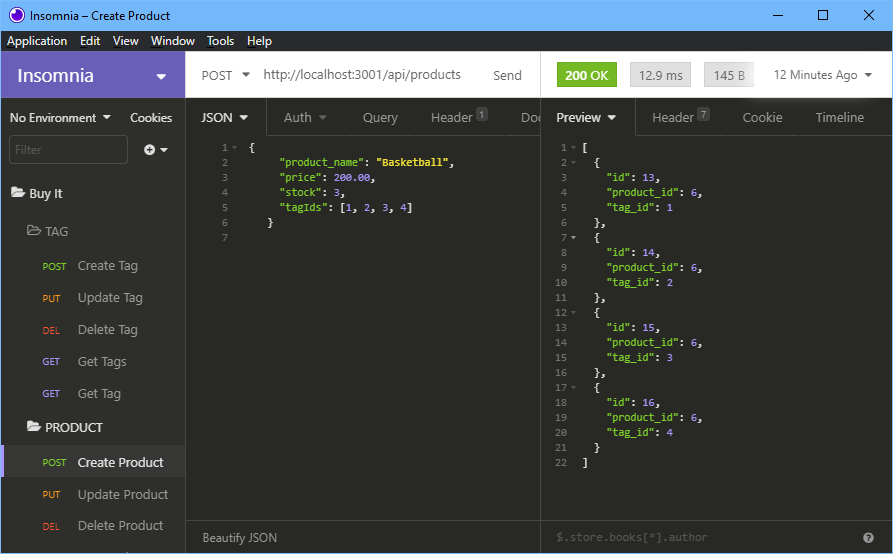 Insomnia – Create Product
Application Edit View Window Tools Help
Insomnia
POST http://localhost:3001/api/products Send
200 OK 12.9 ms 145 B 12 Minutes Ago
No Environment Cookies
Filter
Buy It
TAG
POST Create Tag
PUT Update Tag
DEL Delete Tag
GET Get Tags
GET Get Tag
PRODUCT
POST Create Product
PUT Update Product
DEL Delete Product
JSON Auth Query Header 1 Doc
1 {
2 "product_name": "Basketball",
3 "price": 200.00,
4 "stock": 3,
5 "tagIds": [1, 2, 3, 4]
6 }
7
Beautify JSON
Preview Header 7 Cookie Timeline
1 [
2 {
3 "id": 13,
4 "product_id": 6,
5 "tag_id": 1
6 },
7 {
8 "id": 14,
9 "product_id": 6,
10 "tag_id": 2
11 },
12 {
13 "id": 15,
14 "product_id": 6,
15 "tag_id": 3
16 },
17 {
18 "id": 16,
19 "product_id": 6,
20 "tag_id": 4
21 }
22 ]
$.store.books[*].author